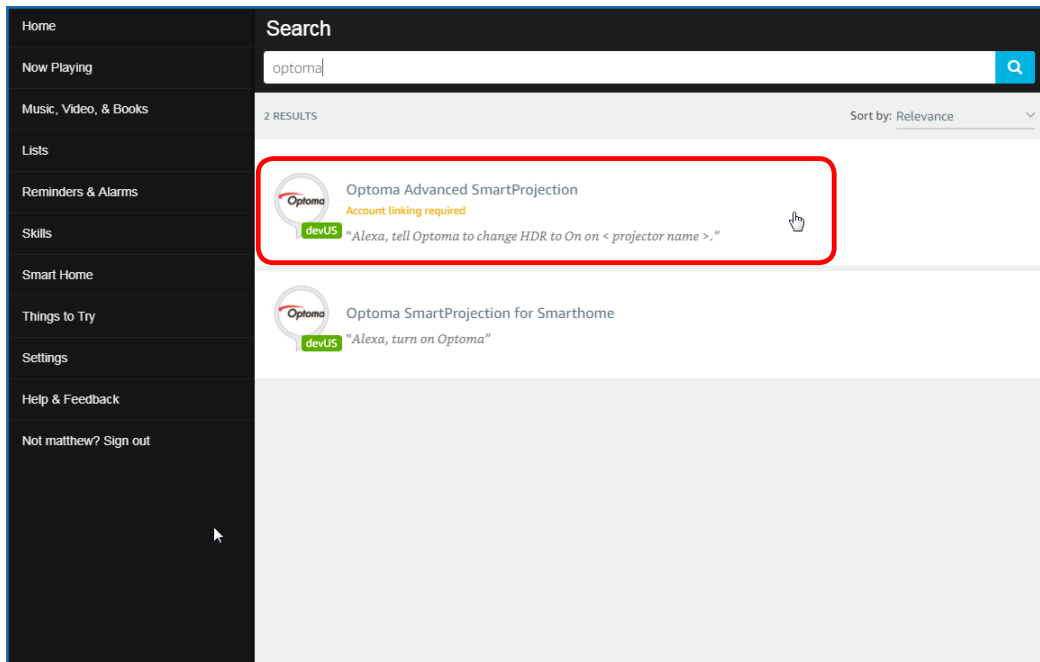 Home
Now Playing
Music, Video, & Books
Lists
Reminders & Alarms
Skills
Smart Home
Things to Try
Settings
Help & Feedback
Not matthew? Sign out
Search
optoma
2 RESULTS
Sort by: Relevance
Optoma
devUS
Optoma Advanced SmartProjection
Account linking required
"Alexa, tell Optoma to change HDR to On on < projector name >."
Optoma
devUS
Optoma SmartProjection for Smarthome
"Alexa, turn on Optoma"